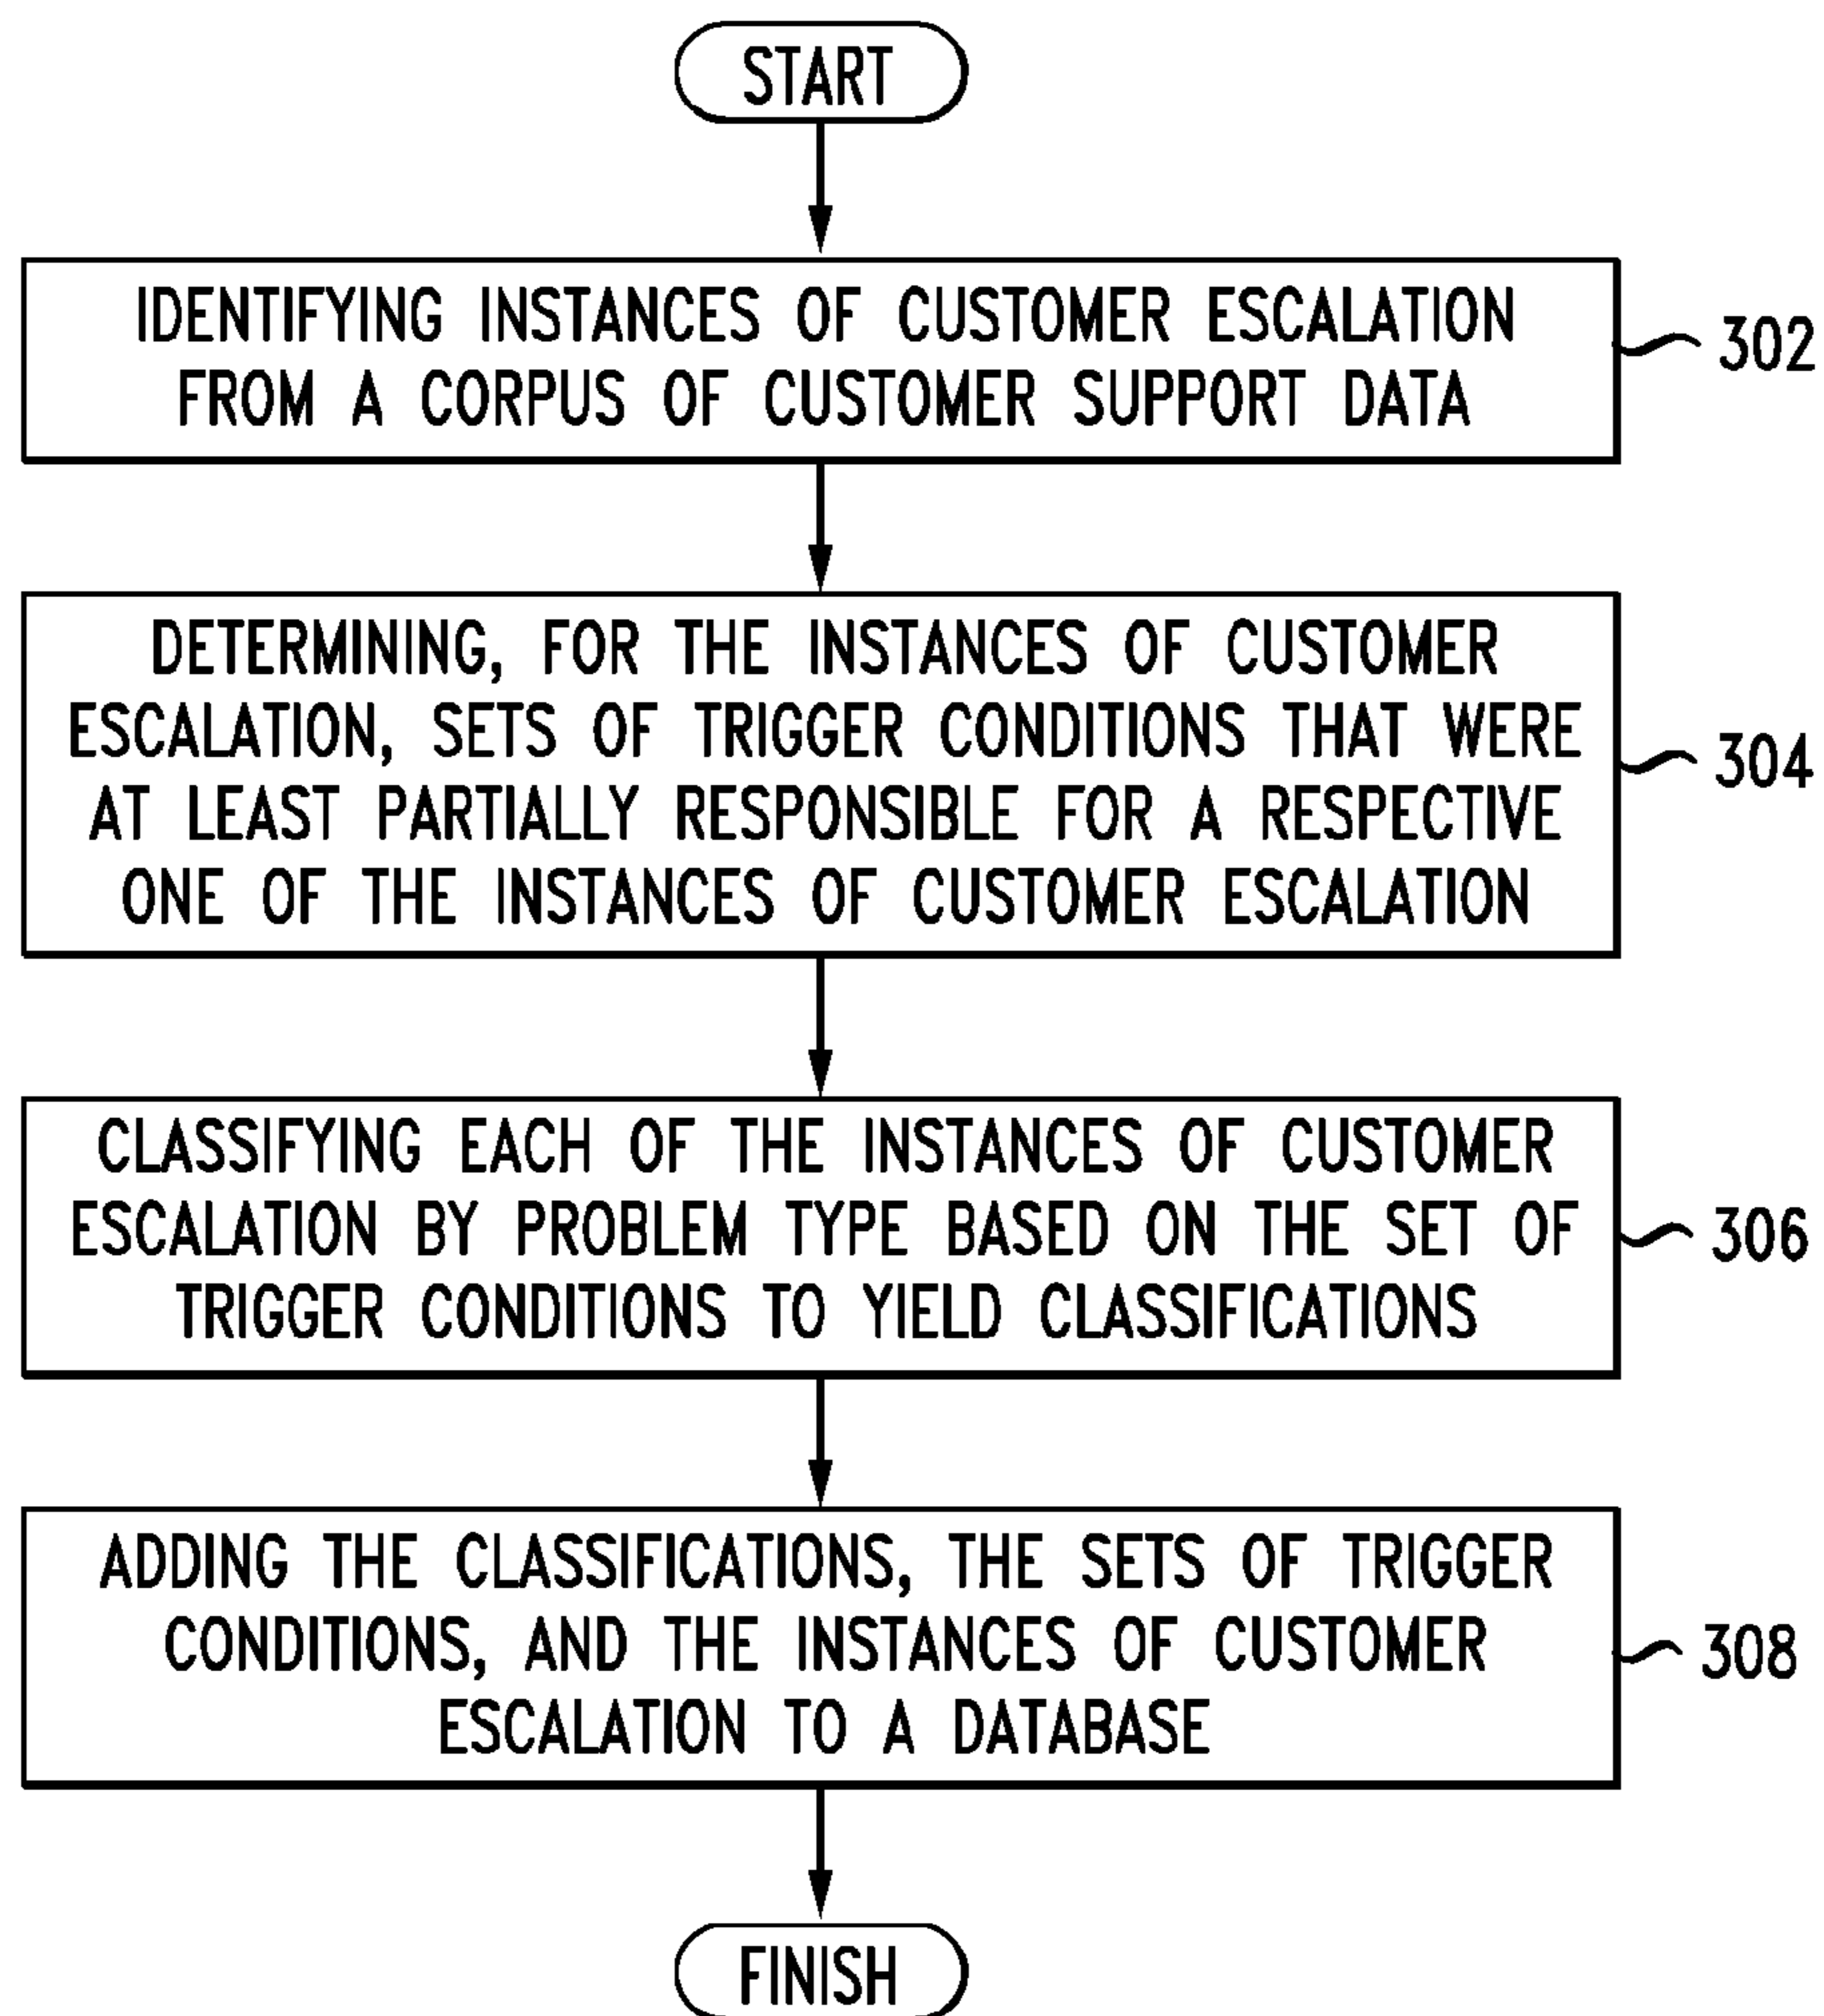 START
IDENTIFYING INSTANCES OF CUSTOMER ESCALATION
FROM A CORPUS OF CUSTOMER SUPPORT DATA
302
DETERMINING, FOR THE INSTANCES OF CUSTOMER
ESCALATION, SETS OF TRIGGER CONDITIONS THAT WERE
AT LEAST PARTIALLY RESPONSIBLE FOR A RESPECTIVE
ONE OF THE INSTANCES OF CUSTOMER ESCALATION
304
CLASSIFYING EACH OF THE INSTANCES OF CUSTOMER
ESCALATION BY PROBLEM TYPE BASED ON THE SET OF
TRIGGER CONDITIONS TO YIELD CLASSIFICATIONS
306
ADDING THE CLASSIFICATIONS, THE SETS OF TRIGGER
CONDITIONS, AND THE INSTANCES OF CUSTOMER
ESCALATION TO A DATABASE
308
FINISH